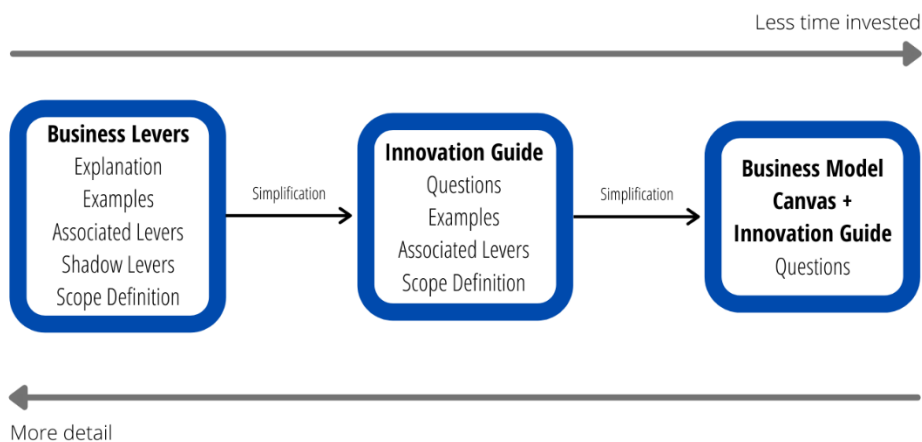 Less time invested
Business Levers
Explanation
Examples
Associated Levers
Shadow Levers
Scope Definition
Simplification
Innovation Guide
Questions
Examples
Associated Levers
Scope Definition
Simplification
Business Model
Canvas +
Innovation Guide
Questions
More detail